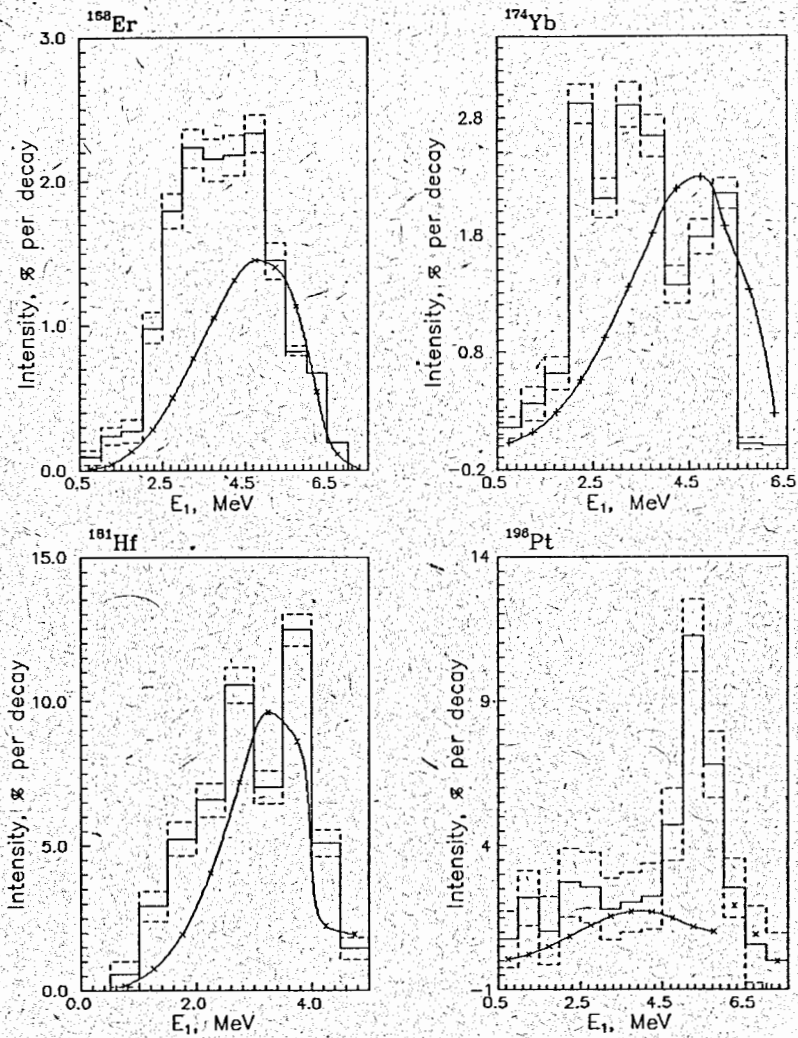 ¹⁶⁸Er
3.0
2.0
1.0
0.0
2.5
4.5
6.5
Intensity, % per decay
E₁, MeV
¹⁷⁴Yb
2.8
1.8
0.8
−0.2
0.5
2.5
4.5
6.5
Intensity, % per decay
E₁, MeV
¹⁸¹Hf
15.0
10.0
5.0
0.0
0.0
2.0
4.0
Intensity, % per decay
E₁, MeV
¹⁹⁶Pt
14
9
4
−1
0.5
2.5
4.5
6.5
Intensity, % per decay
E₁, MeV